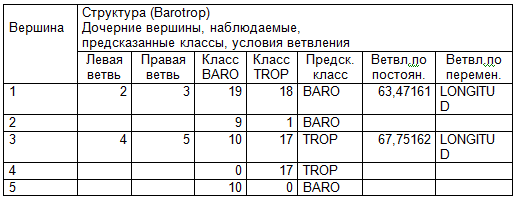 Вершина
Структура (Barotrop)
Дочерние вершины, наблюдаемые,
предсказанные классы, условия ветвления
Левая ветвь Правая ветвь Класс BARO Класс TROP Предск. класс Ветвл.по постоян. Ветвл.по перемен.
1 2 3 19 18 BARO 63,47161 LONGITUD
2 9 1 BARO
3 4 5 10 17 TROP 67,75162 LONGITUD
4 0 17 TROP
5 10 0 BARO